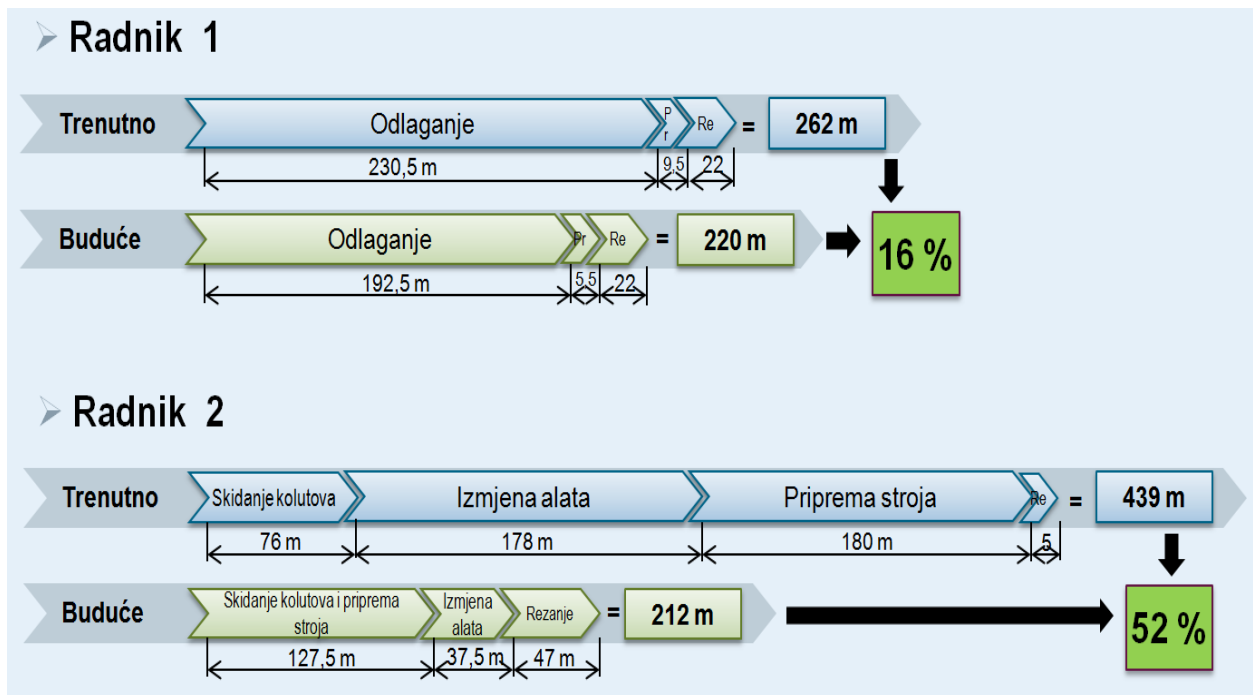 Radnik 1
Trenutno
Odlaganje
P
r
Re
=
262 m
230,5 m
9,5
22
Buduće
Odlaganje
Pr
Re
=
220 m
16 %
192,5 m
5,5
22
Radnik 2
Trenutno
Skidanje kolutova
Izmjena alata
Priprema stroja
Re
=
439 m
76 m
178 m
180 m
5
Buduće
Skidanje kolutova i priprema
stroja
Izmjena
alata
Rezanje
=
212 m
52 %
127,5 m
37,5 m
47 m